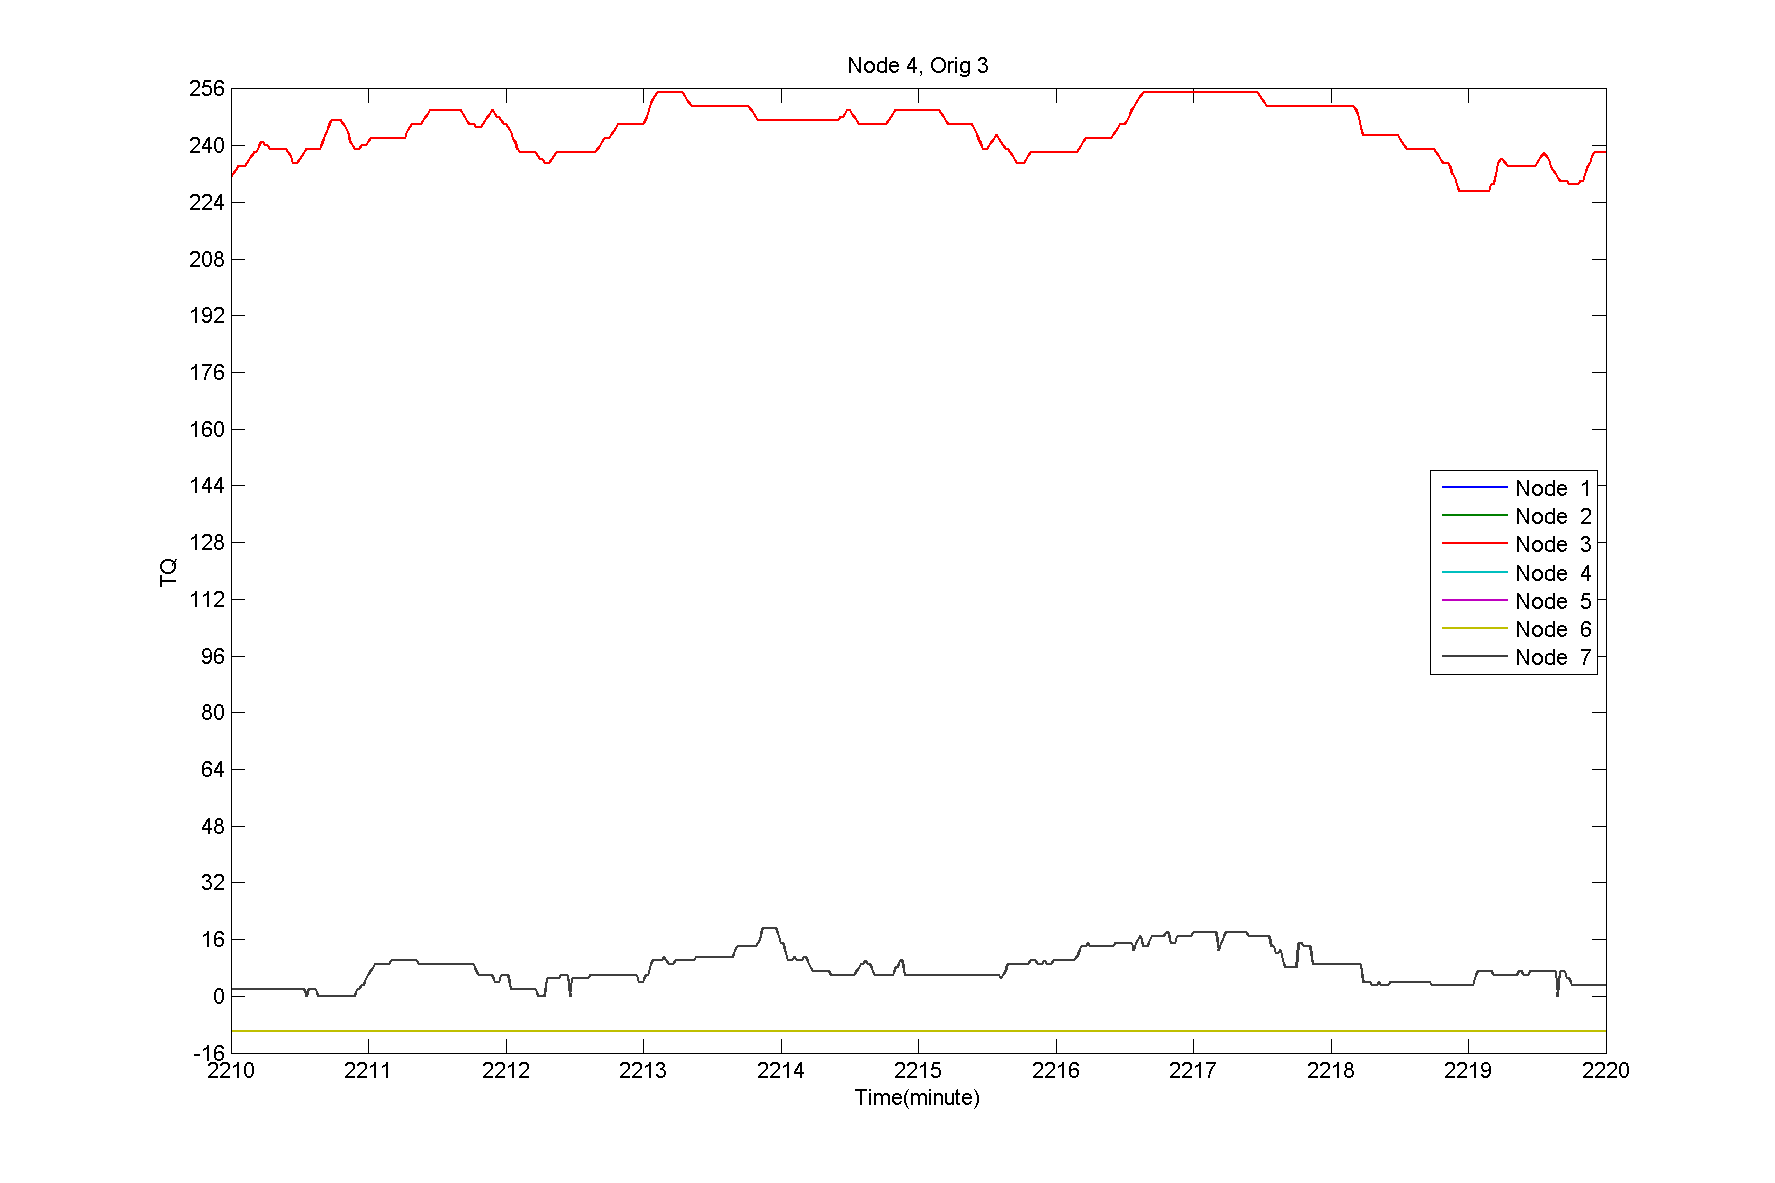 Node 4, Orig 3
256
240
224
208
192
176
160
144
128
112
96
80
64
48
32
16
0
-16
TQ
Node 1
Node 2
Node 3
Node 4
Node 5
Node 6
Node 7
2210 2211 2212 2213 2214 2215 2216 2217 2218 2219 2220
Time(minute)